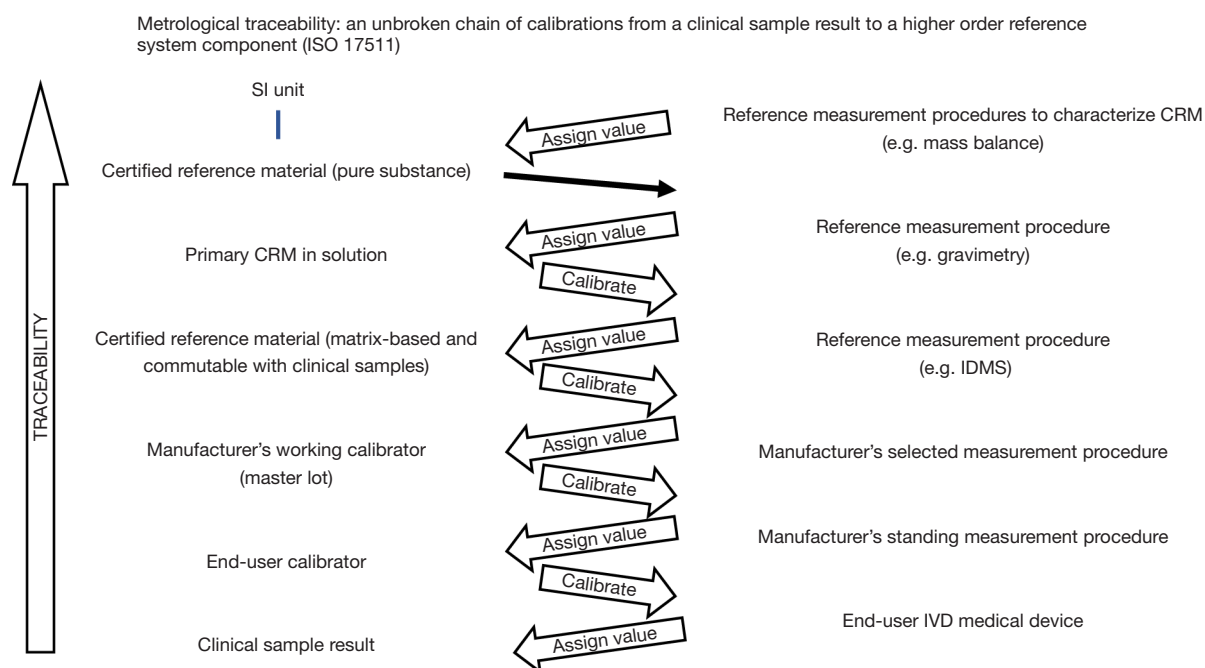 Metrological traceability: an unbroken chain of calibrations from a clinical sample result to a higher order reference
system component (ISO 17511)
SI unit
Reference measurement procedures to characterize CRM
(e.g. mass balance)
Assign value
Certified reference material (pure substance)
Reference measurement procedure
(e.g. gravimetry)
Assign value
Primary CRM in solution
Calibrate
Certified reference material (matrix-based and
commutable with clinical samples)
Assign value
Reference measurement procedure
(e.g. IDMS)
Calibrate
TRACEABILITY
Manufacturer's working calibrator
(master lot)
Assign value
Manufacturer's selected measurement procedure
Calibrate
Assign value
Manufacturer's standing measurement procedure
End-user calibrator
Calibrate
End-user IVD medical device
Clinical sample result
Assign value